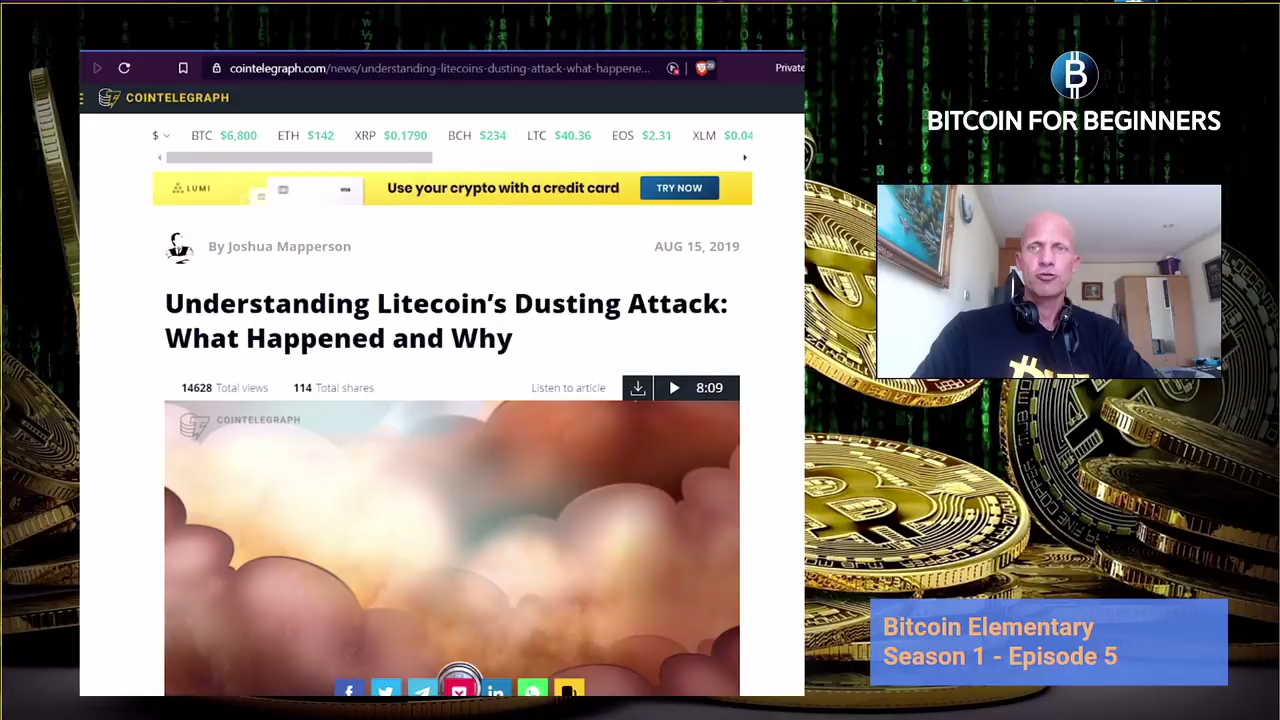 cointelegraph.com/news/understanding-litecoins-dusting-attack-what-happene...
Private
COINTELEGRAPH
$ BTC $6,800 ETH $142 XRP $0.1790 BCH $234 LTC $40.36 EOS $2.31 XLM $0.04
LUMI
VISA
Use your crypto with a credit card
TRY NOW
By Joshua Mapperson
AUG 15, 2019
Understanding Litecoin’s Dusting Attack:
What Happened and Why
14628 Total views 114 Total shares
Listen to article
8:09
COINTELEGRAPH
BITCOIN FOR BEGINNERS
Bitcoin Elementary
Season 1 - Episode 5